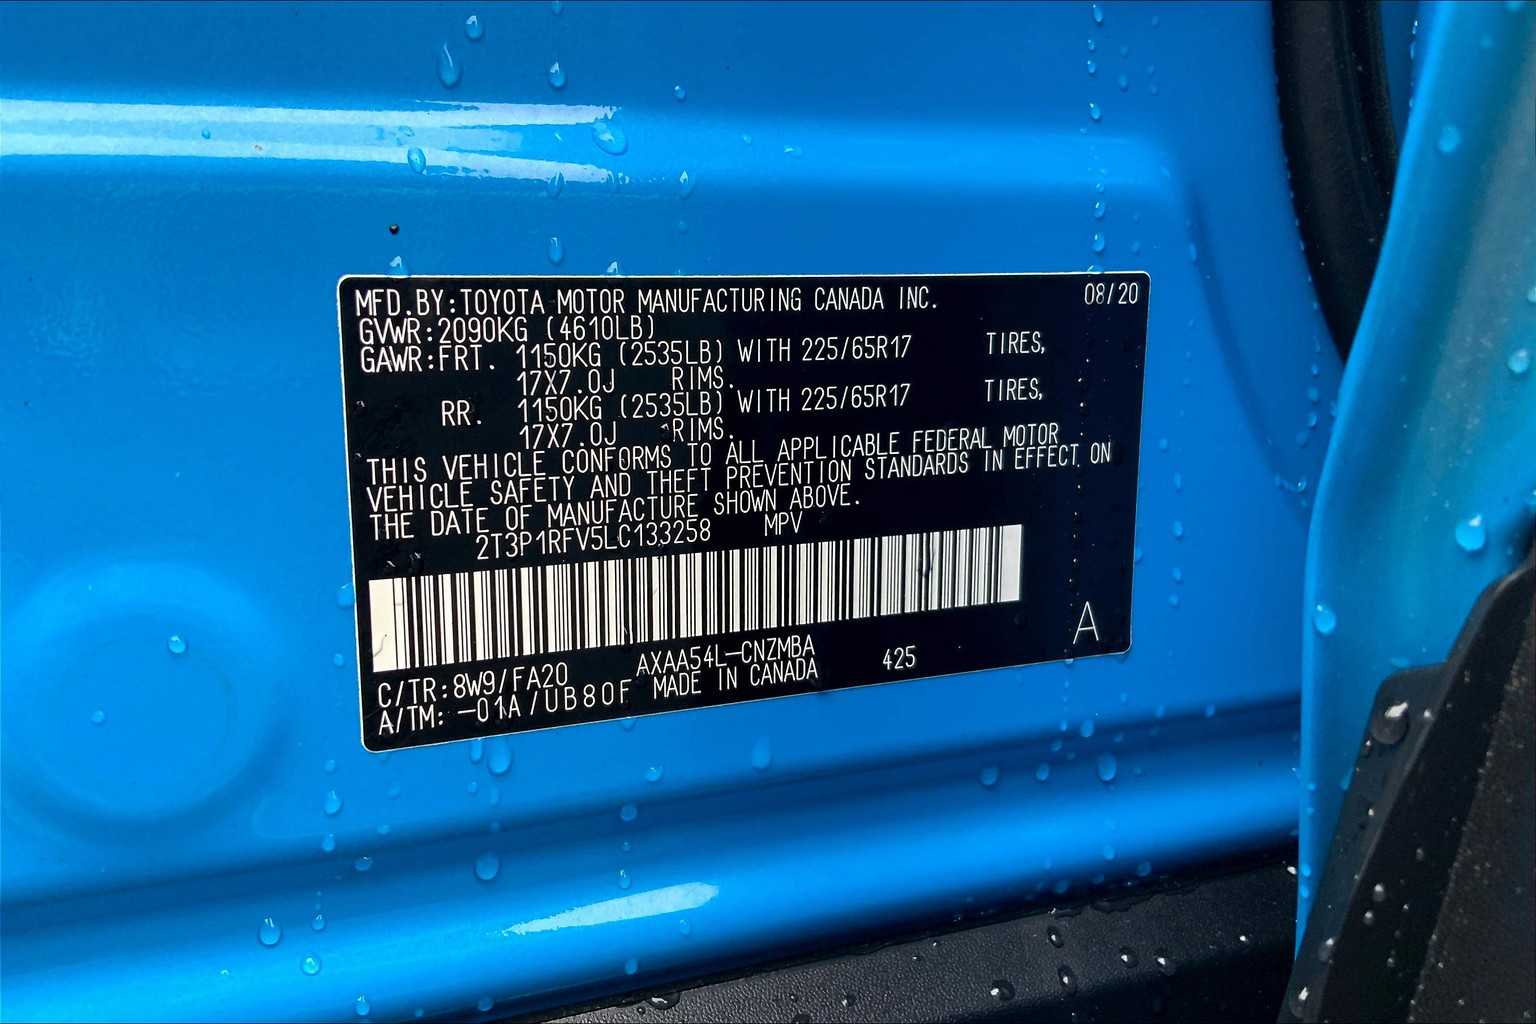 MFD.BY:TOYOTA MOTOR MANUFACTURING CANADA INC. 08/20
GVWR:2090KG (4610LB)
GAWR:FRT. 1150KG (2535LB) WITH 225/65R17 TIRES,
17X7.0J RIMS.
RR. 1150KG (2535LB) WITH 225/65R17 TIRES,
17X7.0J RIMS.
THIS VEHICLE CONFORMS TO ALL APPLICABLE FEDERAL MOTOR
VEHICLE SAFETY AND THEFT PREVENTION STANDARDS IN EFFECT ON
THE DATE OF MANUFACTURE SHOWN ABOVE.
2T3P1RFV5LC133258 MPV
C/TR:8W9/FA20 AXAA54L-CNZMBA 425 A
A/TM: -01A/UB80F MADE IN CANADA